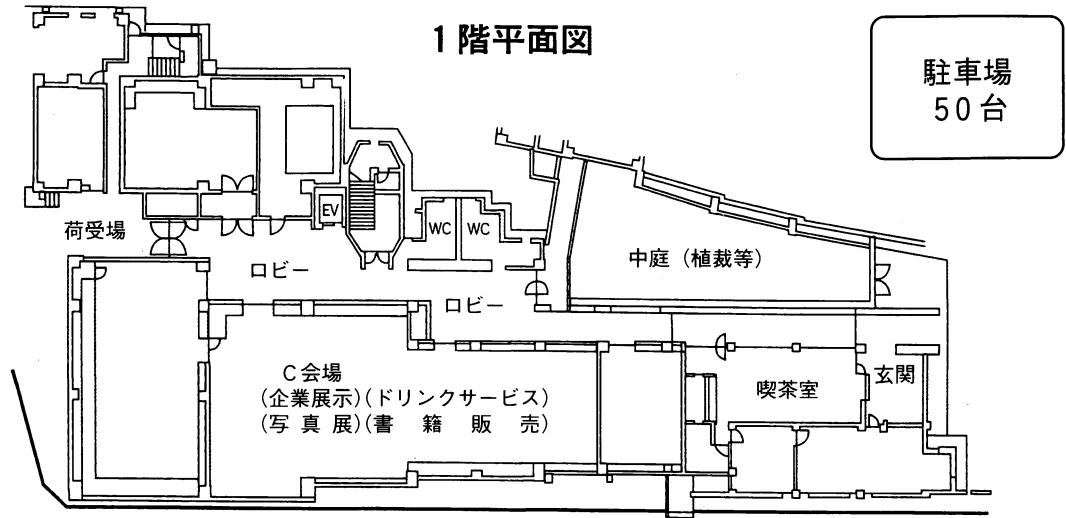 1階平面図
駐車場
50台
荷受場
EV
WC
WC
ロビー
ロビー
中庭（植裁等）
C会場
(企業展示)(ドリンクサービス)
(写真展)(書籍販売)
喫茶室
玄関